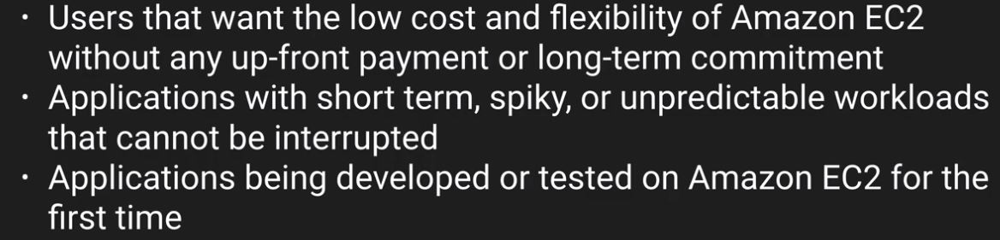 · Users that want the low cost and flexibility of Amazon EC2
without any up-front payment or long-term commitment
· Applications with short term, spiky, or unpredictable workloads
that cannot be interrupted
· Applications being developed or tested on Amazon EC2 for the
first time